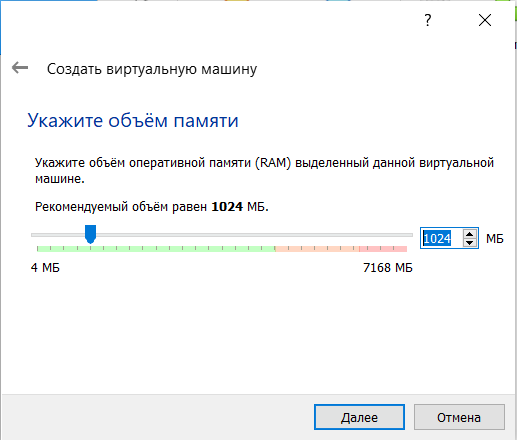 ?
Создать виртуальную машину
Укажите объём памяти
Укажите объём оперативной памяти (RAM) выделенный данной виртуальной
машине.
Рекомендуемый объём равен 1024 МБ.
1024 МБ
4 МБ 7168 МБ
Далее Отмена